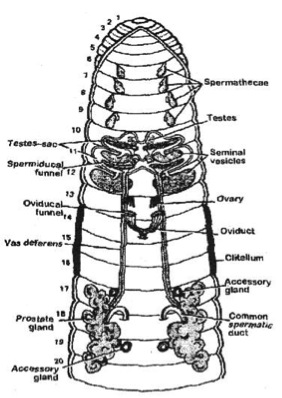 1
2
3
4
5
6
7
8
9
10
11
12
13
14
15
16
17
18
19
20
Spermathecae
Testes
Testes-sac
Spermiducal
funnel
Seminal
vesicles
Ovary
Oviducal
funnel
Oviduct
Vas deferens
Clitellum
Accessory
gland
Prostate
gland
Common
spermatic
duct
Accessory
gland